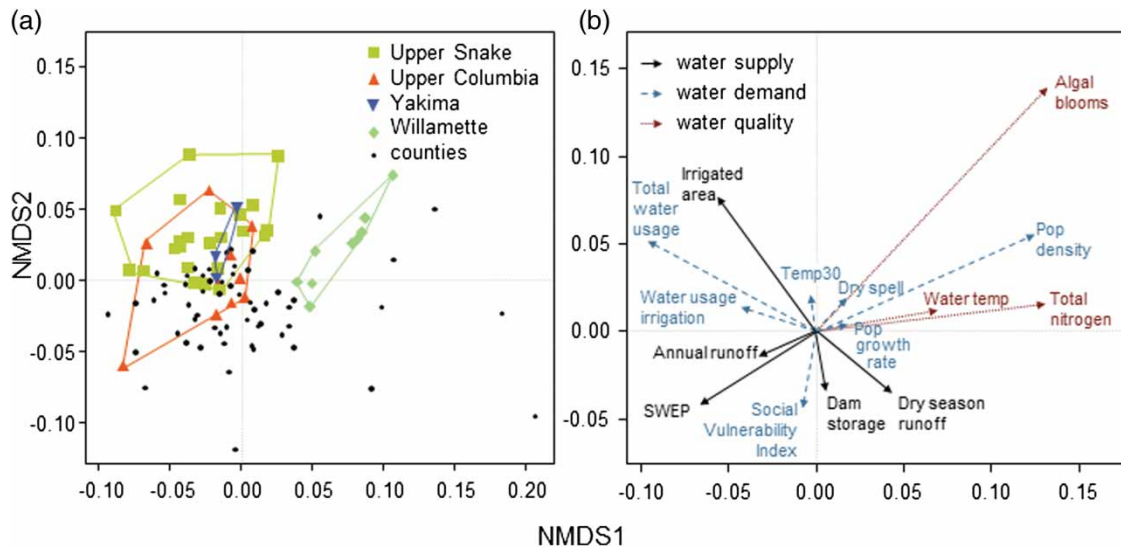 (a)
Upper Snake
Upper Columbia
Yakima
Willamette
counties
NMDS2
0.15
0.10
0.05
0.00
-0.05
-0.10
-0.10
-0.05
0.00
0.05
0.10
0.15
0.20
(b)
water supply
water demand
water quality
Algal
blooms
Irrigated
area
Total
water
usage
Pop
density
Temp30
Dry spell
Water usage
irrigation
Water temp
Total
nitrogen
Pop
growth
rate
Annual runoff
SWEP
Social
Vulnerability
Index
Dam
storage
Dry season
runoff
0.15
0.10
0.05
0.00
-0.05
-0.10
-0.05
0.00
0.05
0.10
0.15
NMDS1